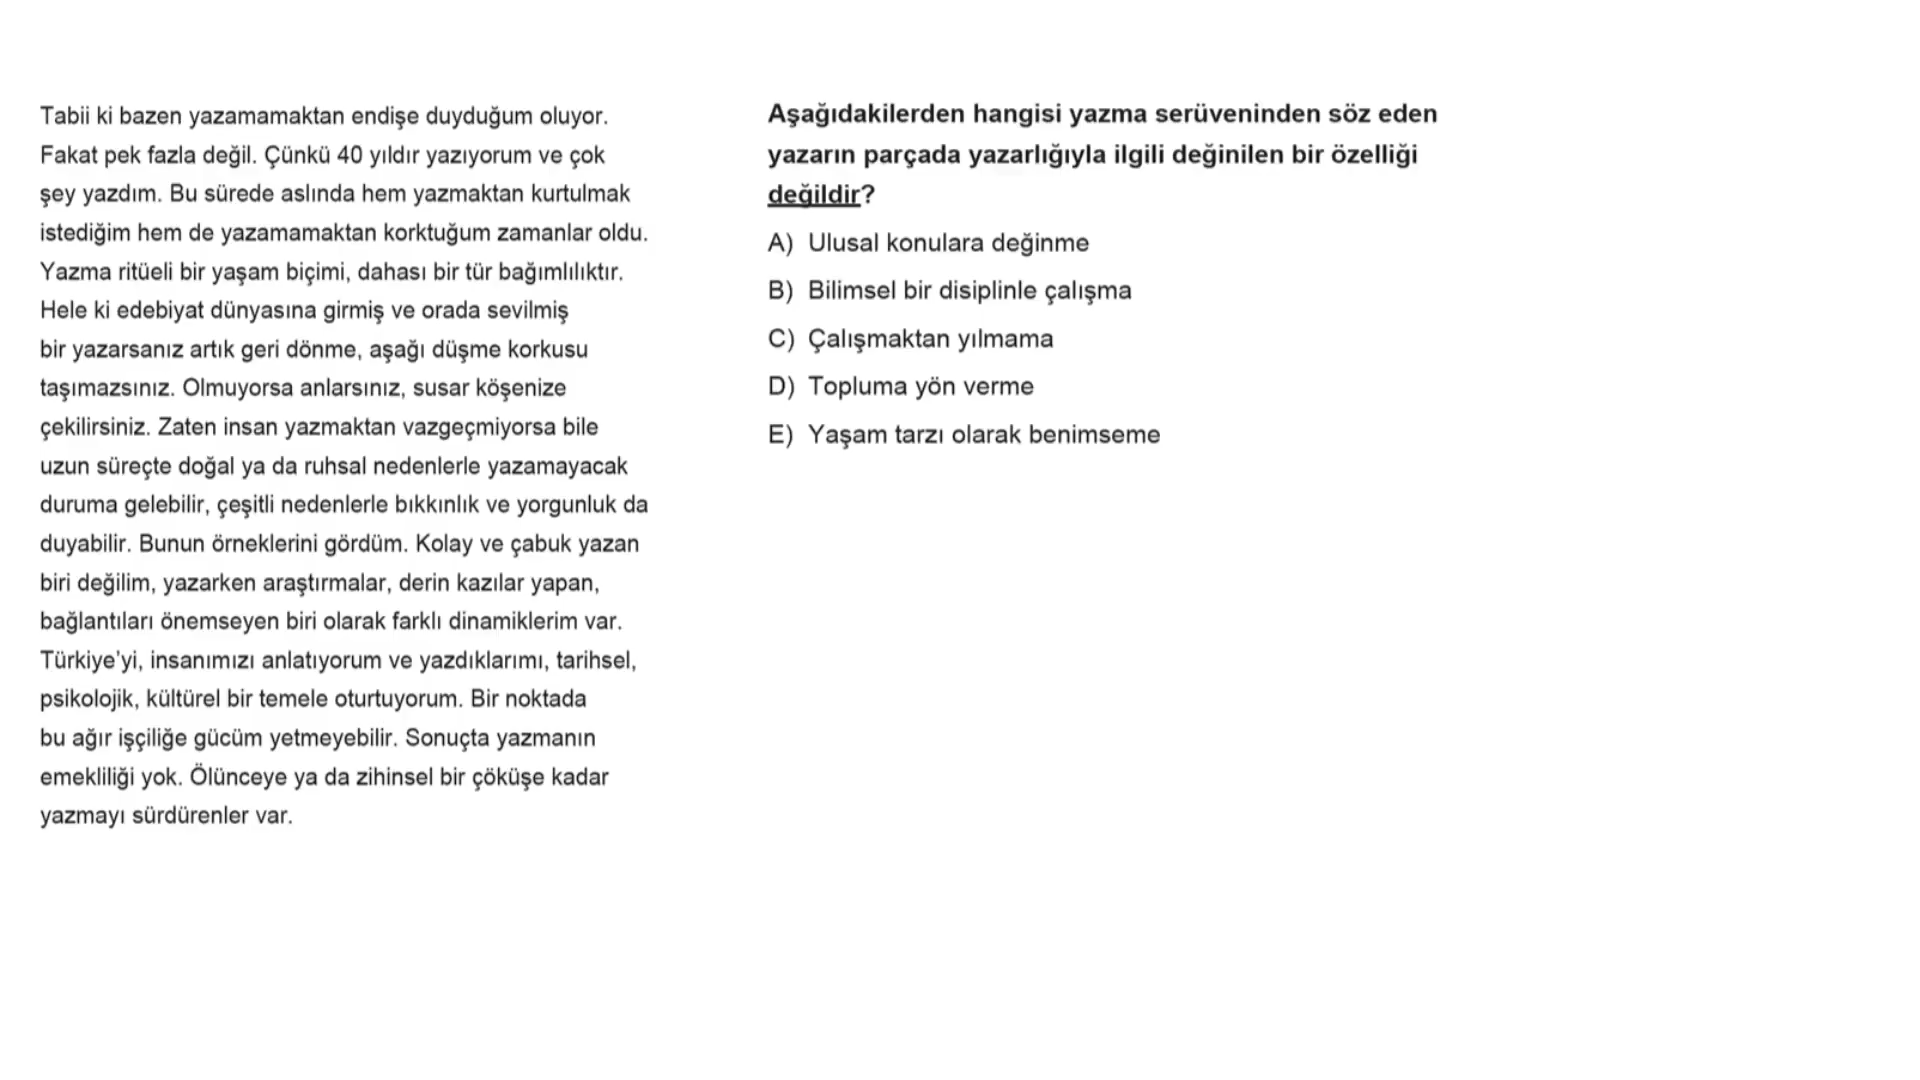 Tabii ki bazen yazamamaktan endişe duyduğum oluyor.
Fakat pek fazla değil. Çünkü 40 yıldır yazıyorum ve çok
şey yazdım. Bu sürede aslında hem yazmaktan kurtulmak
istediğim hem de yazamamaktan korktuğum zamanlar oldu.
Yazma ritüeli bir yaşam biçimi, dahası bir tür bağımlılıktır.
Hele ki edebiyat dünyasına girmiş ve orada sevilmiş
bir yazarsanız artık geri dönme, aşağı düşme korkusu
taşımazsınız. Olmuyorsa anlarsınız, susar köşenize
çekilirsiniz. Zaten insan yazmaktan vazgeçmiyorsa bile
uzun süreçte doğal ya da ruhsal nedenlerle yazamayacak
duruma gelebilir, çeşitli nedenlerle bıkkınlık ve yorgunluk da
duyabilir. Bunun örneklerini gördüm. Kolay ve çabuk yazan
biri değilim, yazarken araştırmalar, derin kazılar yapan,
bağlantıları önemseyen biri olarak farklı dinamiklerim var.
Türkiye’yi, insanımızı anlatıyorum ve yazdıklarımı, tarihsel,
psikolojik, kültürel bir temele oturtuyorum. Bir noktada
bu ağır işçiliğe gücüm yetmeyebilir. Sonuçta yazmanın
emekliliği yok. Ölünceye ya da zihinsel bir çöküşe kadar
yazmayı sürdürenler var.
Aşağıdakilerden hangisi yazma serüveninden söz eden
yazarın parçada yazarlığıyla ilgili değinilen bir özelliği
değildir?
A) Ulusal konulara değinme
B) Bilimsel bir disiplinle çalışma
C) Çalışmaktan yılmama
D) Topluma yön verme
E) Yaşam tarzı olarak benimseme